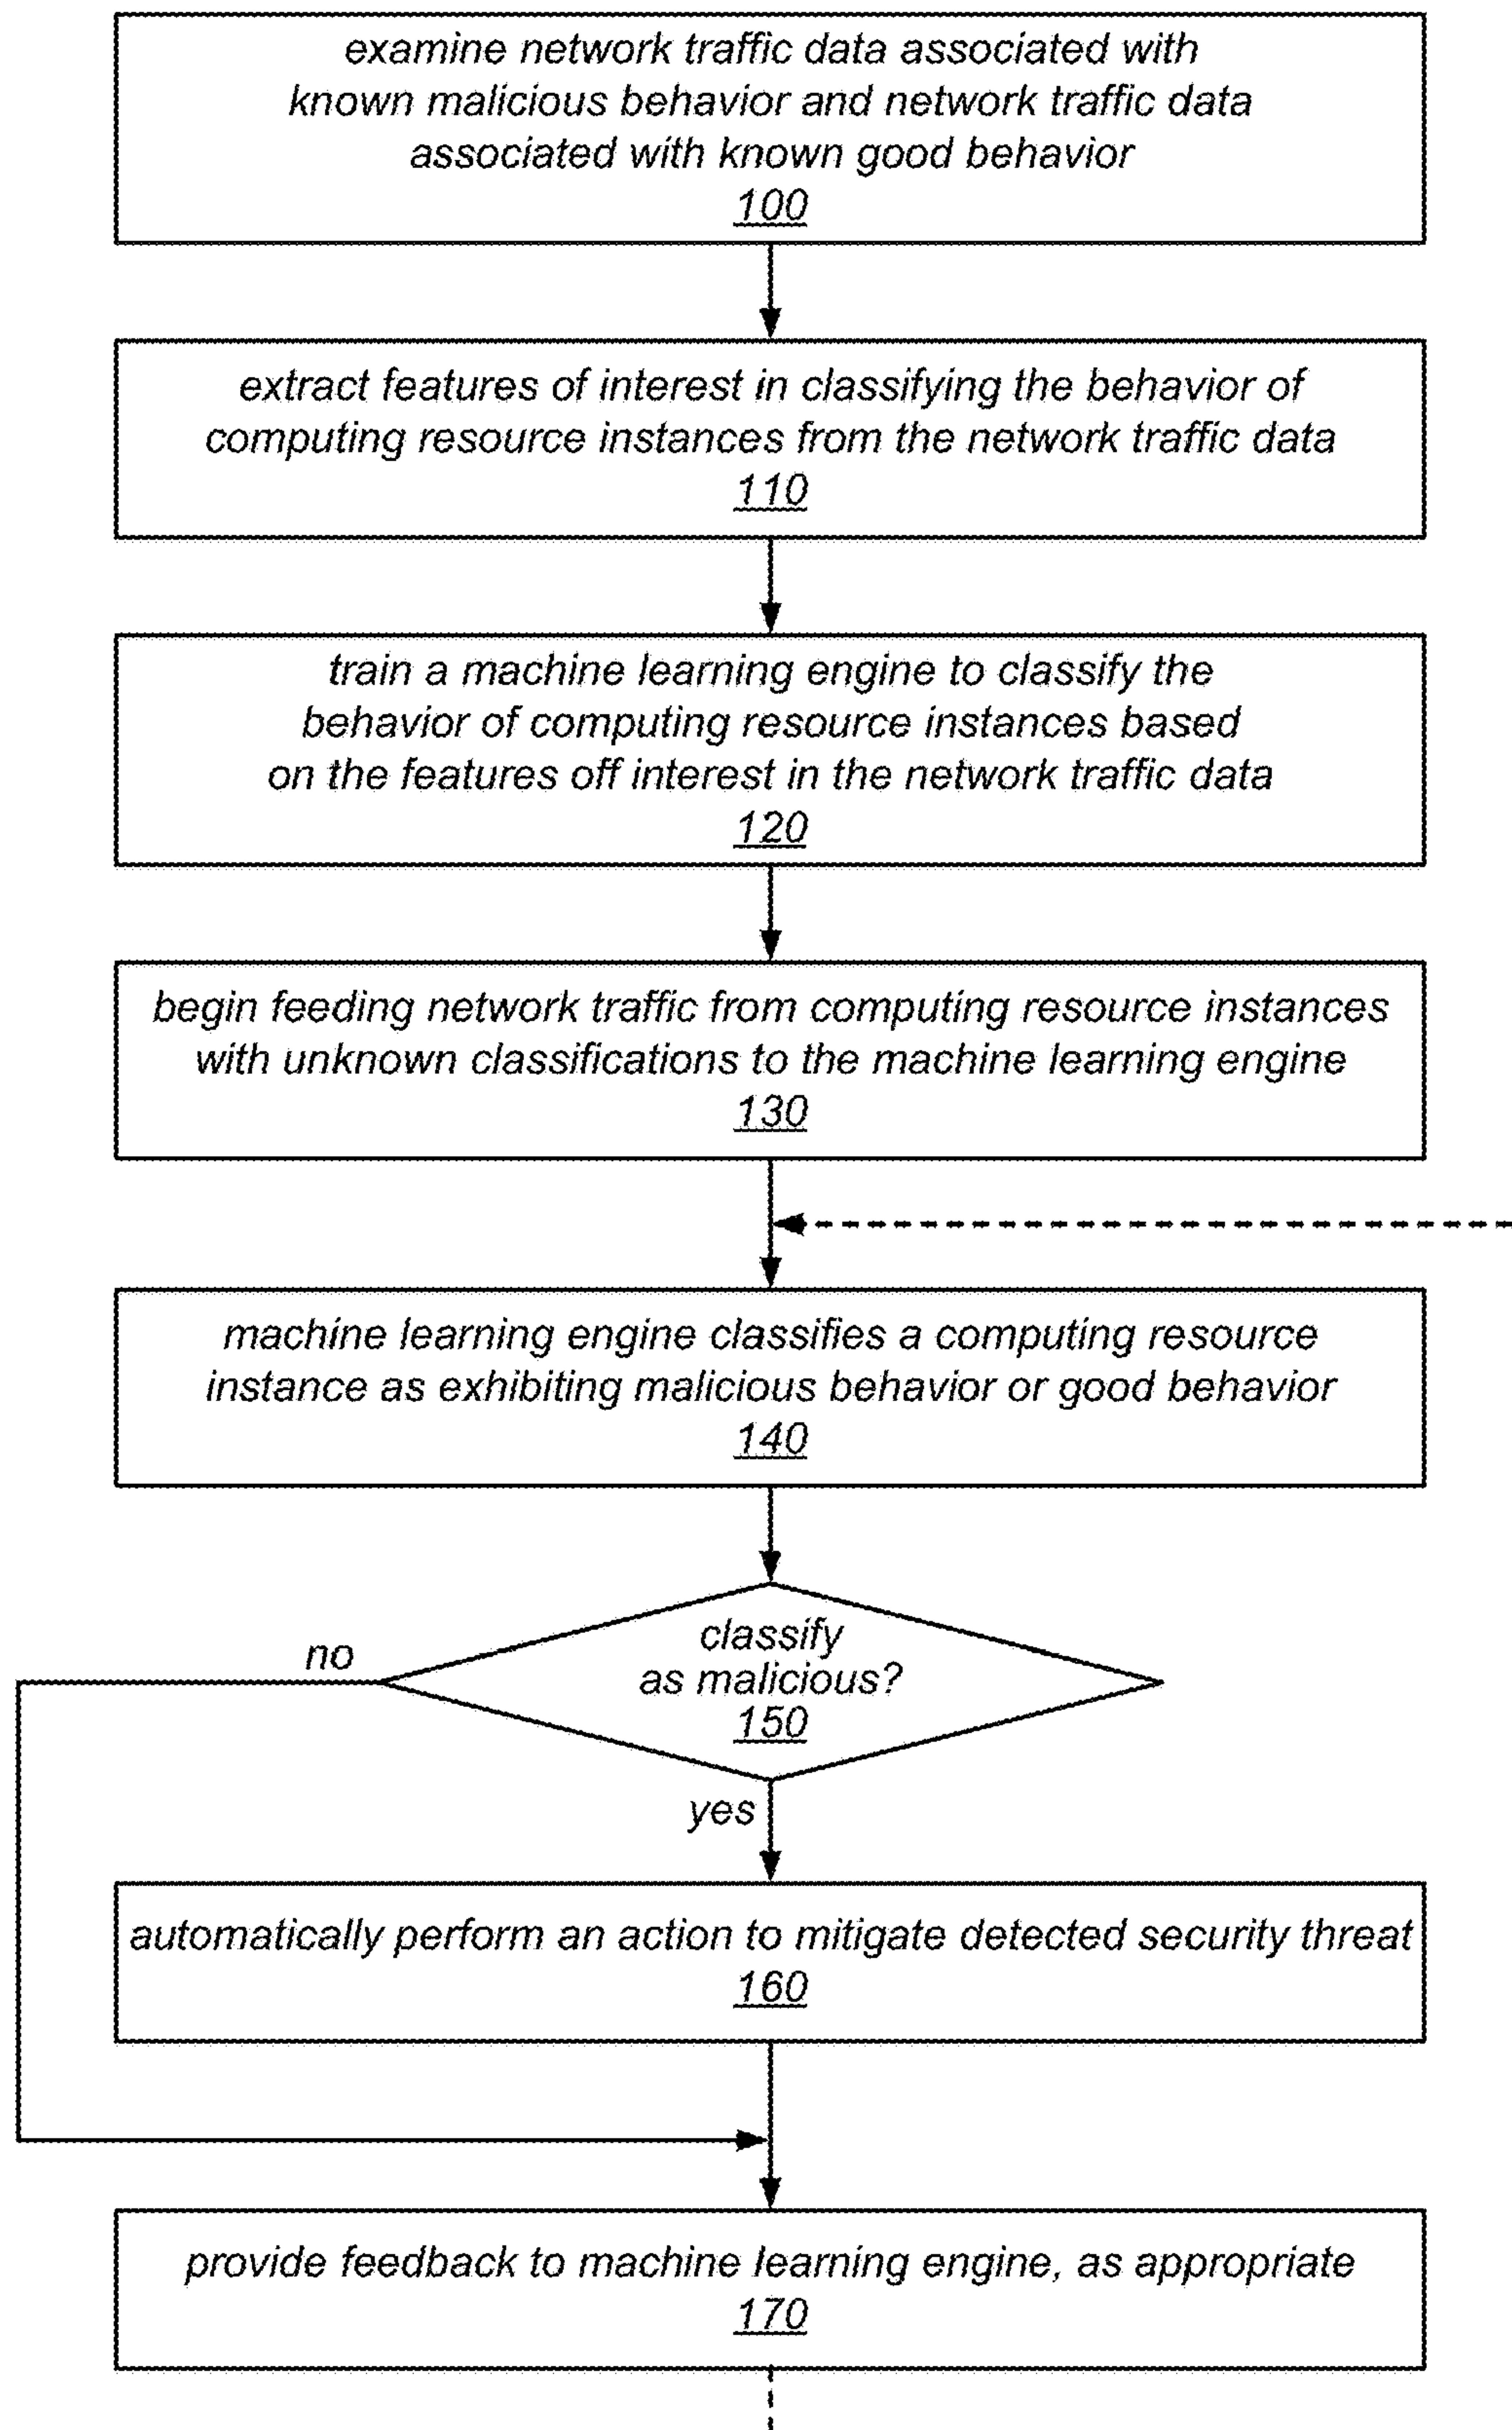 examine network traffic data associated with
known malicious behavior and network traffic data
associated with known good behavior
100
extract features of interest in classifying the behavior of
computing resource instances from the network traffic data
110
train a machine learning engine to classify the
behavior of computing resource instances based
on the features off interest in the network traffic data
120
begin feeding network traffic from computing resource instances
with unknown classifications to the machine learning engine
130
machine learning engine classifies a computing resource
instance as exhibiting malicious behavior or good behavior
140
classify
as malicious?
150
no
yes
automatically perform an action to mitigate detected security threat
160
provide feedback to machine learning engine, as appropriate
170